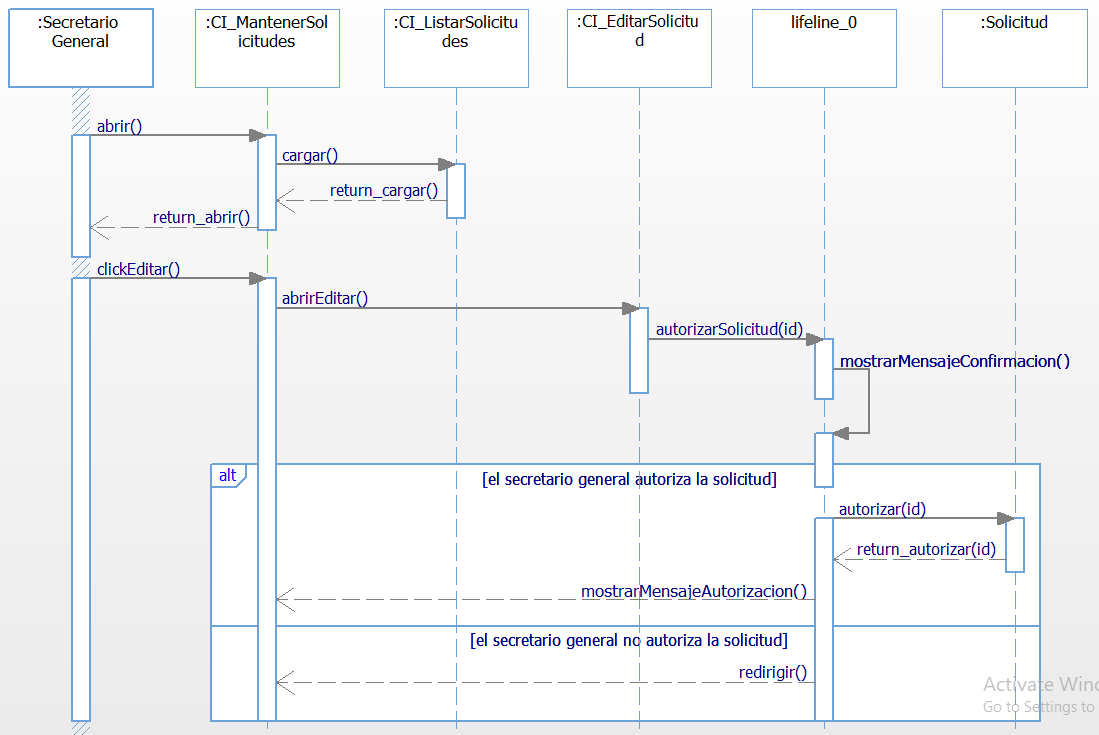 :Secretario
General
:CI_MantenerSol
icitudes
:CI_ListarSolicitu
des
:CI_EditarSolicitu
d
lifeline_0
:Solicitud
abrir()
cargar()
return_cargar()
return_abrir()
clickEditar()
abrirEditar()
autorizarSolicitud(id)
mostrarMensajeConfirmacion()
alt
[el secretario general autoriza la solicitud]
autorizar(id)
return_autorizar(id)
mostrarMensajeAutorizacion()
[el secretario general no autoriza la solicitud]
redirigir()
Activate Wind
Go to Settings to